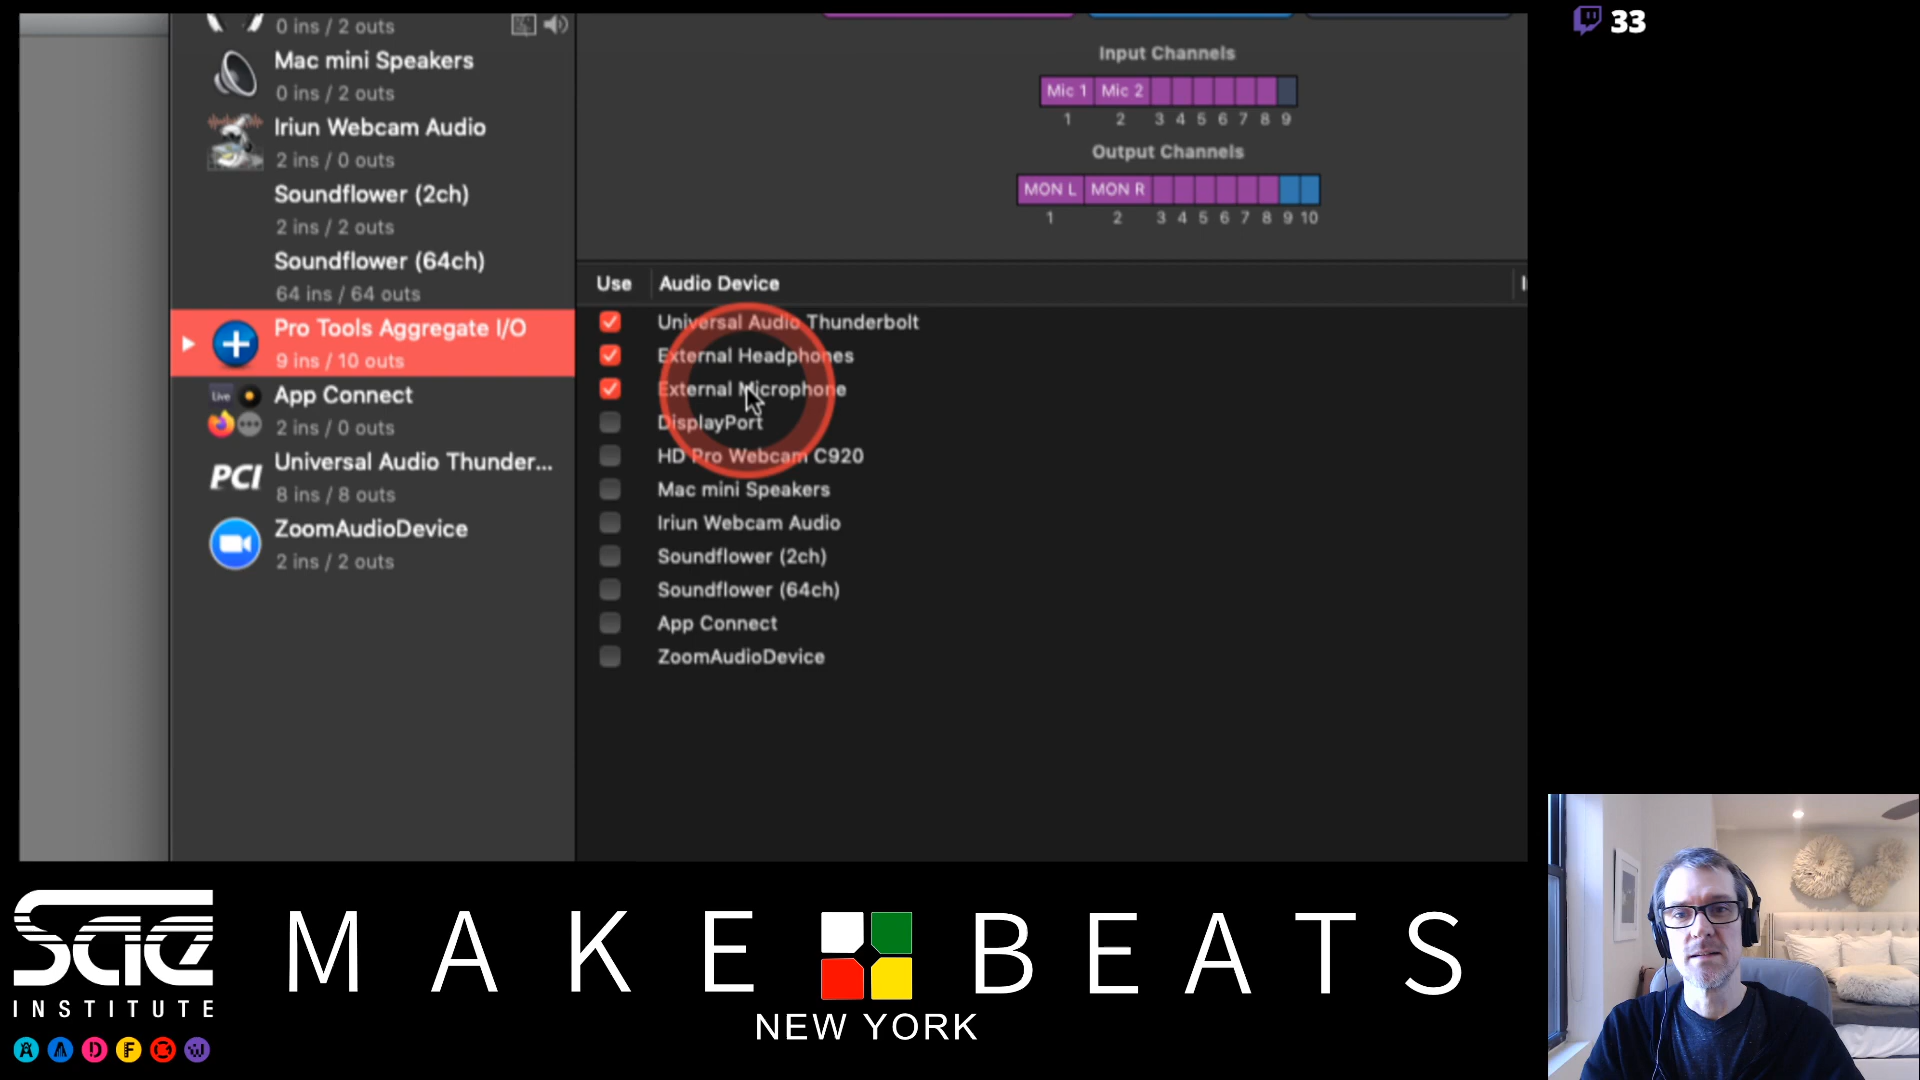 33
0 ins / 2 outs
Mac mini Speakers
0 ins / 2 outs
Iriun Webcam Audio
2 ins / 0 outs
Soundflower (2ch)
2 ins / 2 outs
Soundflower (64ch)
64 ins / 64 outs
Pro Tools Aggregate I/O
9 ins / 10 outs
App Connect
2 ins / 0 outs
Live
Universal Audio Thunder...
8 ins / 8 outs
PCI
ZoomAudioDevice
2 ins / 2 outs
Input Channels
Mic 1 Mic 2
1 2 3 4 5 6 7 8 9
Output Channels
MON L MON R
1 2 3 4 5 6 7 8 9 10
Use Audio Device
Universal Audio Thunderbolt
External Headphones
External Microphone
DisplayPort
HD Pro Webcam C920
Mac mini Speakers
Iriun Webcam Audio
Soundflower (2ch)
Soundflower (64ch)
App Connect
ZoomAudioDevice
sae
INSTITUTE
MAKE BEATS
NEW YORK